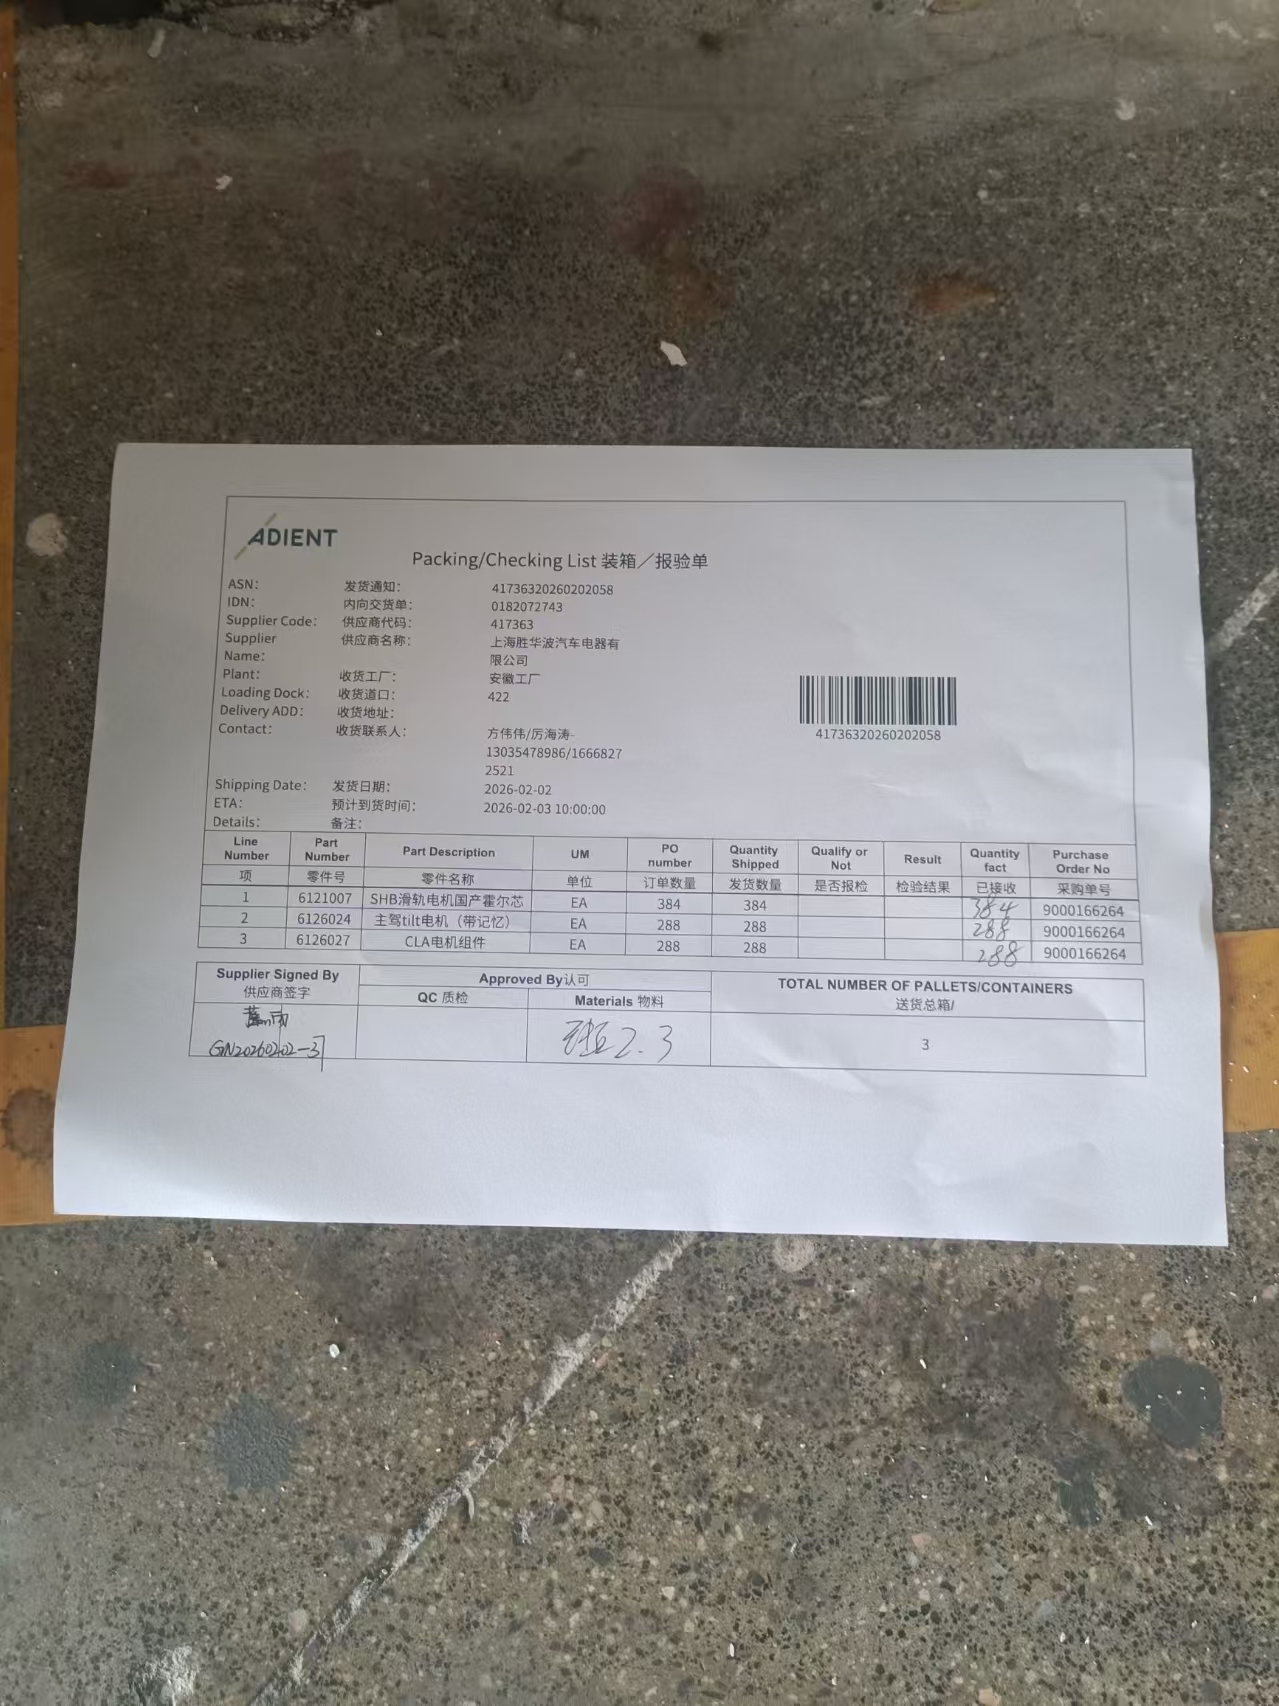 ADIENT
Packing/Checking List 装箱／报验单
ASN: 发货通知: 41736320260202058
IDN: 内向交货单: 0182072743
Supplier Code: 供应商代码: 417363
Supplier Name: 供应商名称: 上海胜华波汽车电器有
限公司
Plant: 收货工厂: 安徽工厂
Loading Dock: 收货道口: 422
Delivery ADD: 收货地址:
Contact: 收货联系人: 方伟伟/厉海涛-
13035478986/1666827
2521
41736320260202058
Shipping Date: 发货日期: 2026-02-02
ETA: 预计到货时间: 2026-02-03 10:00:00
Details: 备注:
Line Number Part Number Part Description UM PO number Quantity Shipped Qualify or Not Result Quantity fact Purchase Order No
项 零件号 零件名称 单位 订单数量 发货数量 是否报检 检验结果 已接收 采购单号
1 6121007 SHB滑轨电机国产霍尔芯 EA 384 384 384 9000166264
2 6126024 主驾tilt电机（带记忆） EA 288 288 288 9000166264
3 6126027 CLA电机组件 EA 288 288 288 9000166264
Supplier Signed By Approved By认可 TOTAL NUMBER OF PALLETS/CONTAINERS
供应商签字 QC 质检 Materials 物料 送货总箱/
2.3 3
GN20260202-3